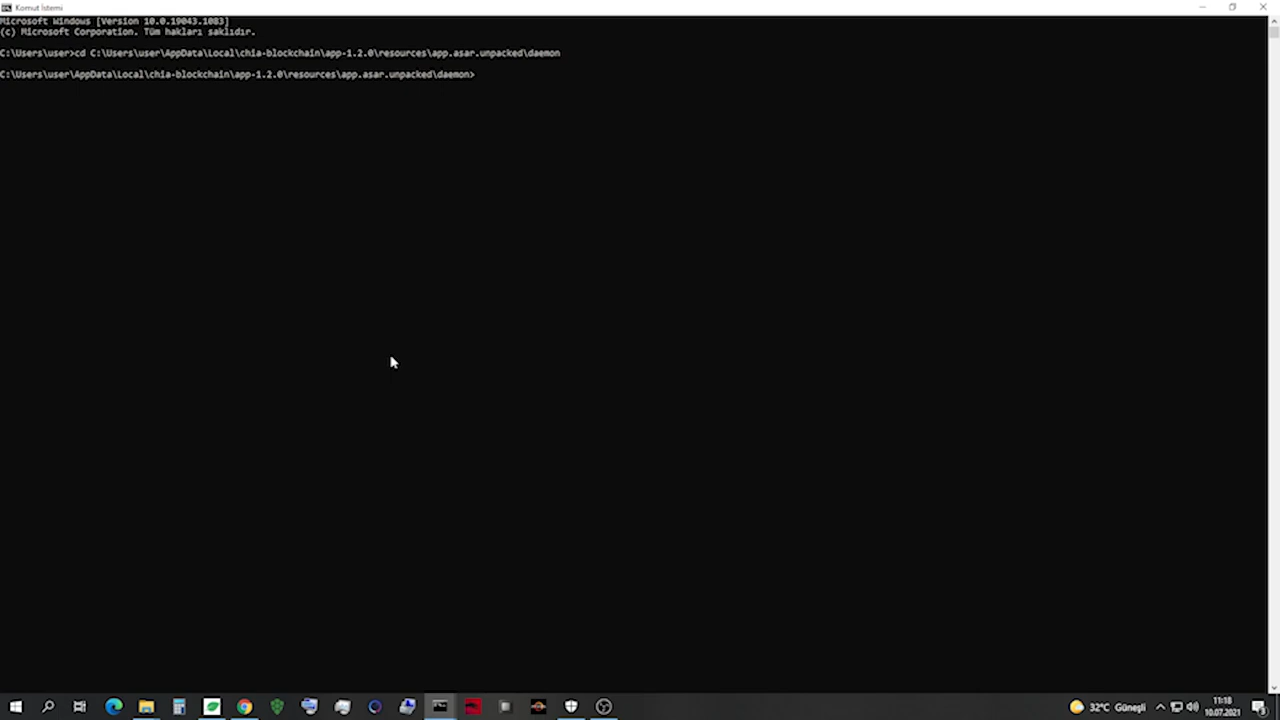 Komut İstemi
Microsoft Windows [Version 10.0.19043.1083]
(c) Microsoft Corporation. Tüm hakları saklıdır.
C:\Users\user>cd C:\Users\user\AppData\Local\chia-blockchain\app-1.2.0\resources\app.asar.unpacked\daemon
C:\Users\user\AppData\Local\chia-blockchain\app-1.2.0\resources\app.asar.unpacked\daemon>
32°C Güneşli
11:18
10.07.2021